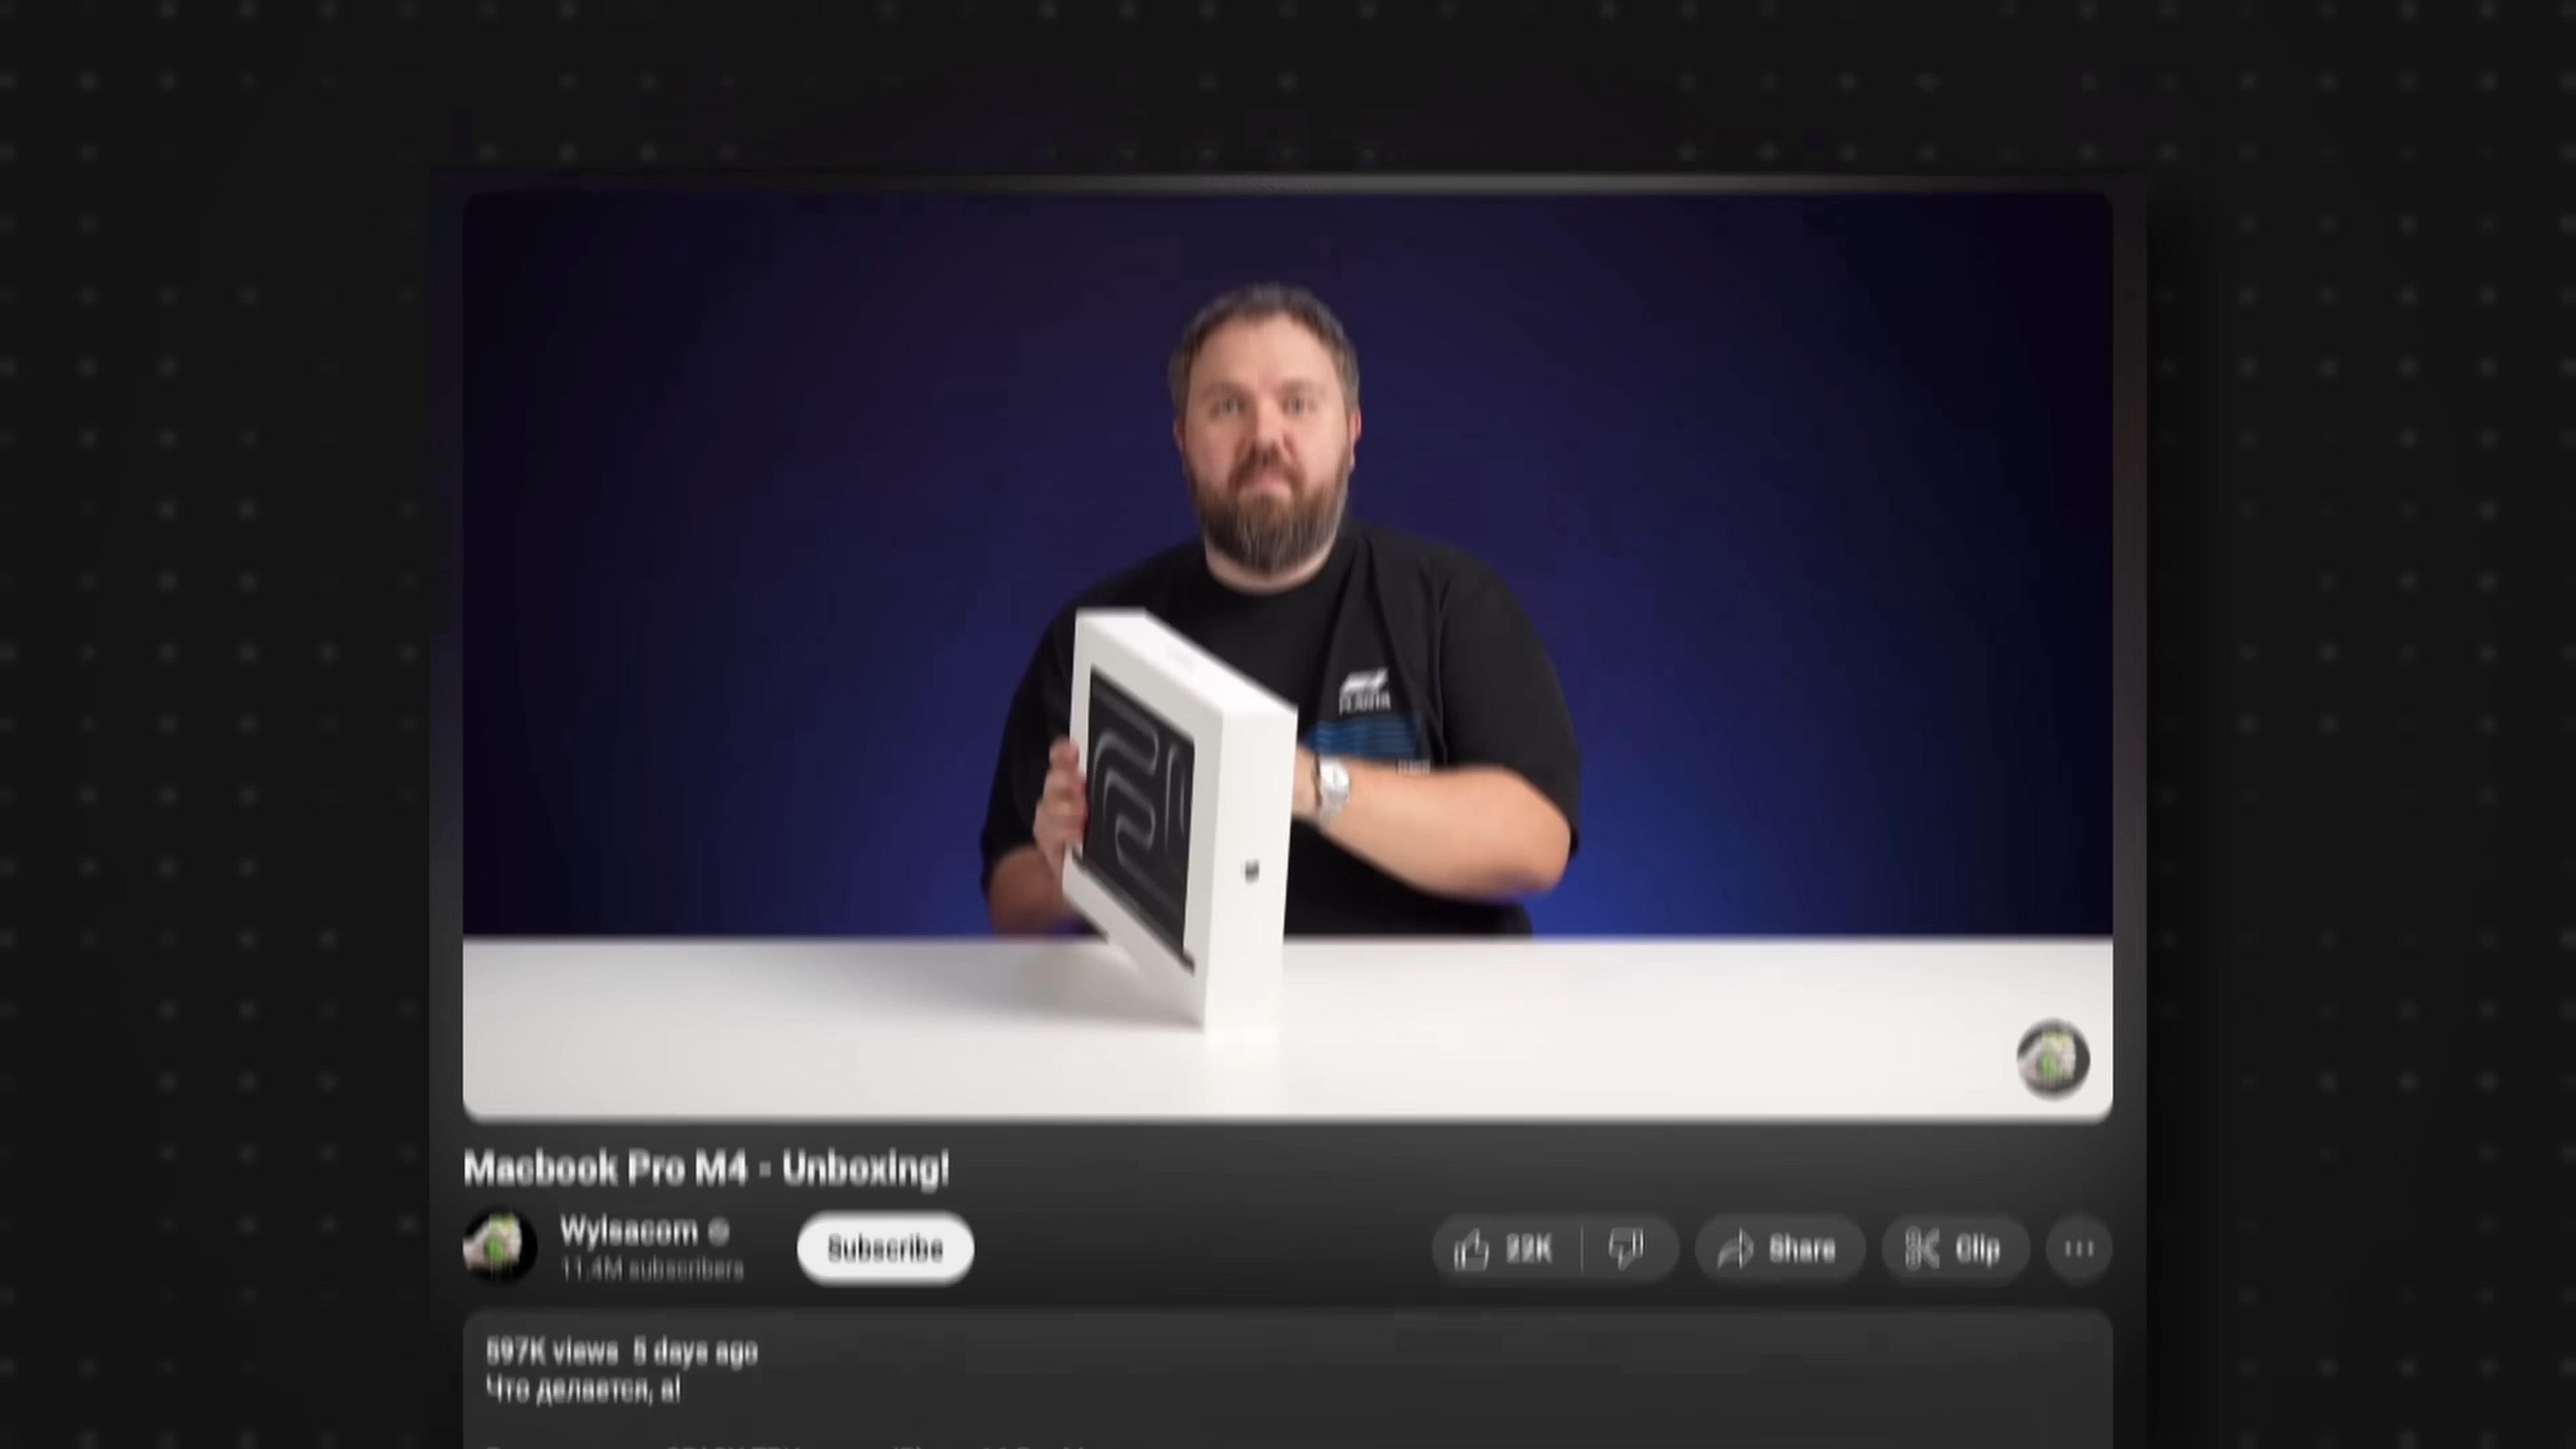 Macbook Pro M4 - Unboxing!
Wylsacom
11.4M subscribers
Subscribe
22K
Share
Clip
597K views 5 days ago
Что делается, а!